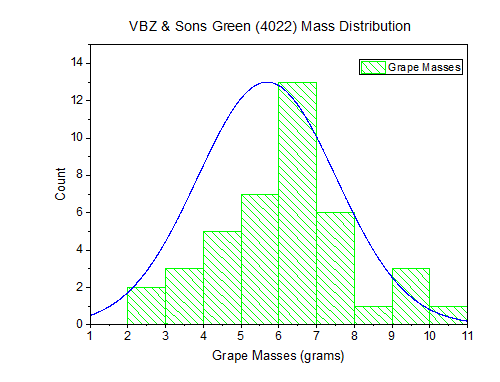 VBZ & Sons Green (4022) Mass Distribution
Grape Masses
14
12
10
8
6
4
2
0
Count
1 2 3 4 5 6 7 8 9 10 11
Grape Masses (grams)